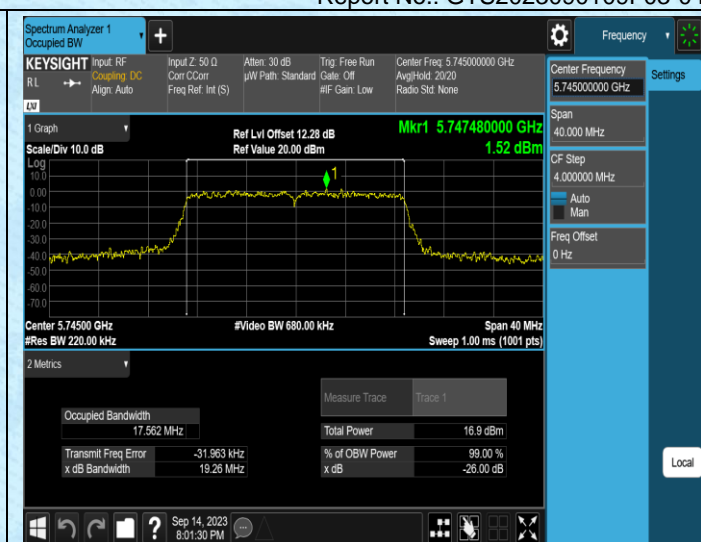 Spectrum Analyzer 1
Occupied BW
Frequency
KEYSIGHT
RL
LXI
Input: RF
Coupling: DC
Align: Auto
Input Z: 50 Ω
Corr CCorr
Freq Ref: Int (S)
Atten: 30 dB
µW Path: Standard
Trig: Free Run
Gate: Off
#IF Gain: Low
Center Freq: 5.745000000 GHz
Avg|Hold: 20/20
Radio Std: None
Center Frequency
5.745000000 GHz
Settings
Span
40.000 MHz
CF Step
4.000000 MHz
Auto
Man
Freq Offset
0 Hz
1 Graph
Scale/Div 10.0 dB
Ref Lvl Offset 12.28 dB
Ref Value 20.00 dBm
Mkr1 5.747480000 GHz
1.52 dBm
Log
10.0
0.00
-10.0
-20.0
-30.0
-40.0
-50.0
-60.0
-70.0
1
Center 5.74500 GHz
#Res BW 220.00 kHz
#Video BW 680.00 kHz
Span 40 MHz
Sweep 1.00 ms (1001 pts)
2 Metrics
Measure Trace
Trace 1
Occupied Bandwidth
17.562 MHz
Total Power
16.9 dBm
Transmit Freq Error
-31.963 kHz
% of OBW Power
99.00 %
x dB Bandwidth
19.26 MHz
x dB
-26.00 dB
Local
?
Sep 14, 2023
8:01:30 PM